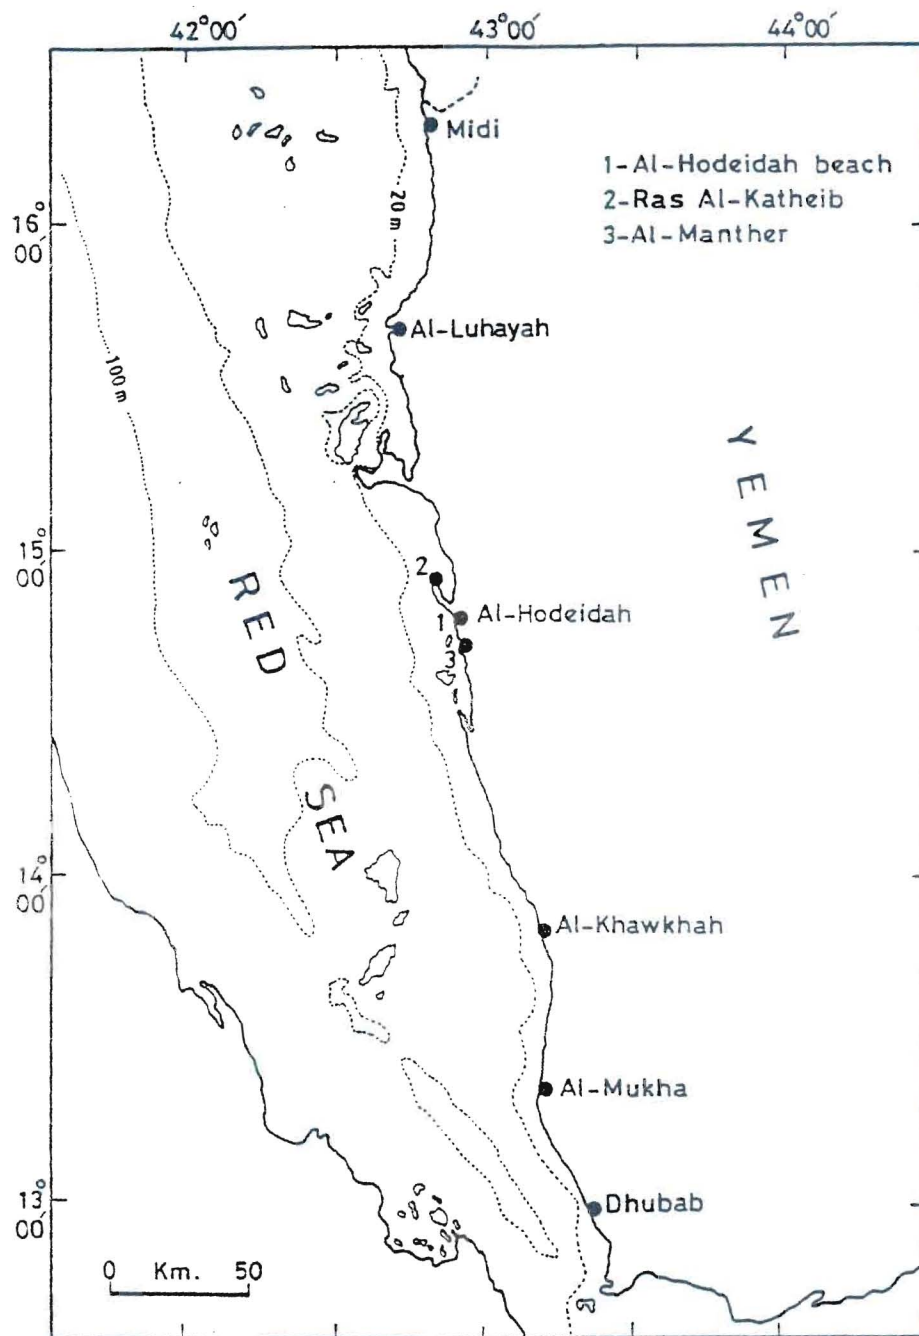 42°00′ 43°00′ 44°00′
Midi
1-Al-Hodeidah beach
2-Ras Al-Katheib
3-Al-Manther
20 m
16°
00′
Al-Luhayah
100 m
YEMEN
15°
00′
2
RED
1
Al-Hodeidah
3
SEA
14°
00′
Al-Khawkhah
Al-Mukha
13°
00′
Dhubab
0 Km. 50